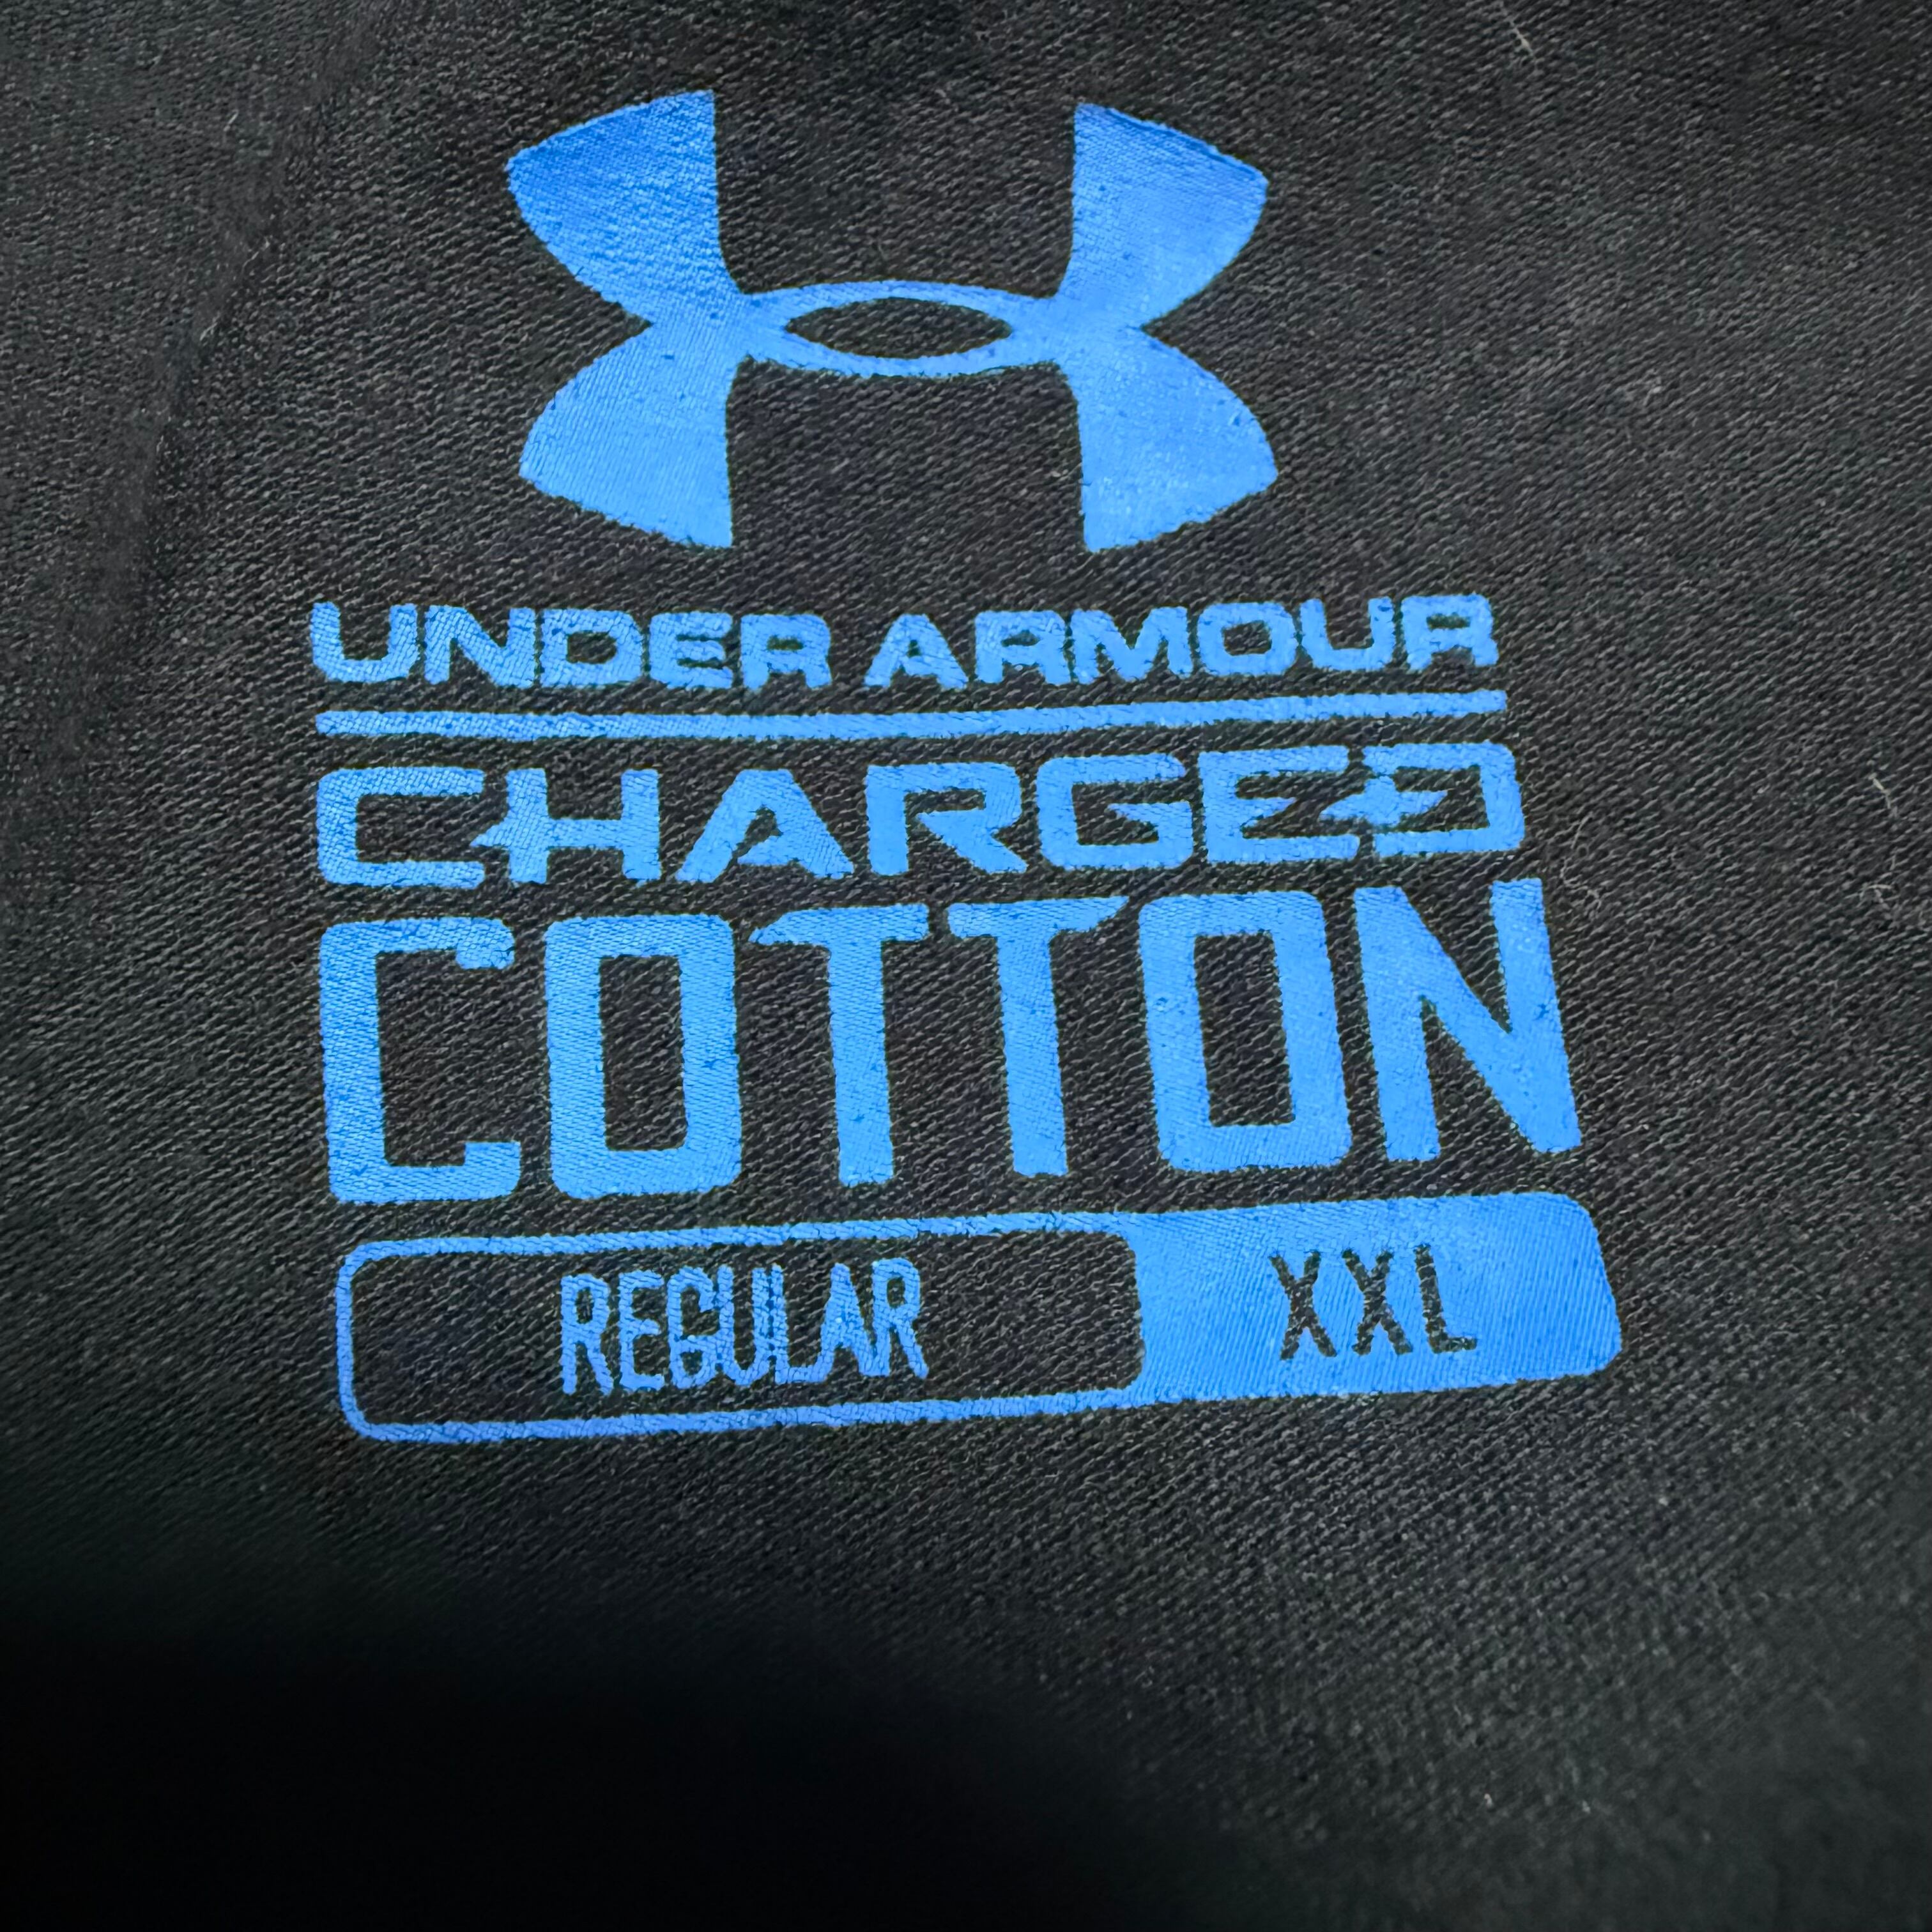 UNDER ARMOUR
CHARGED
COTTON
REGULAR XXL